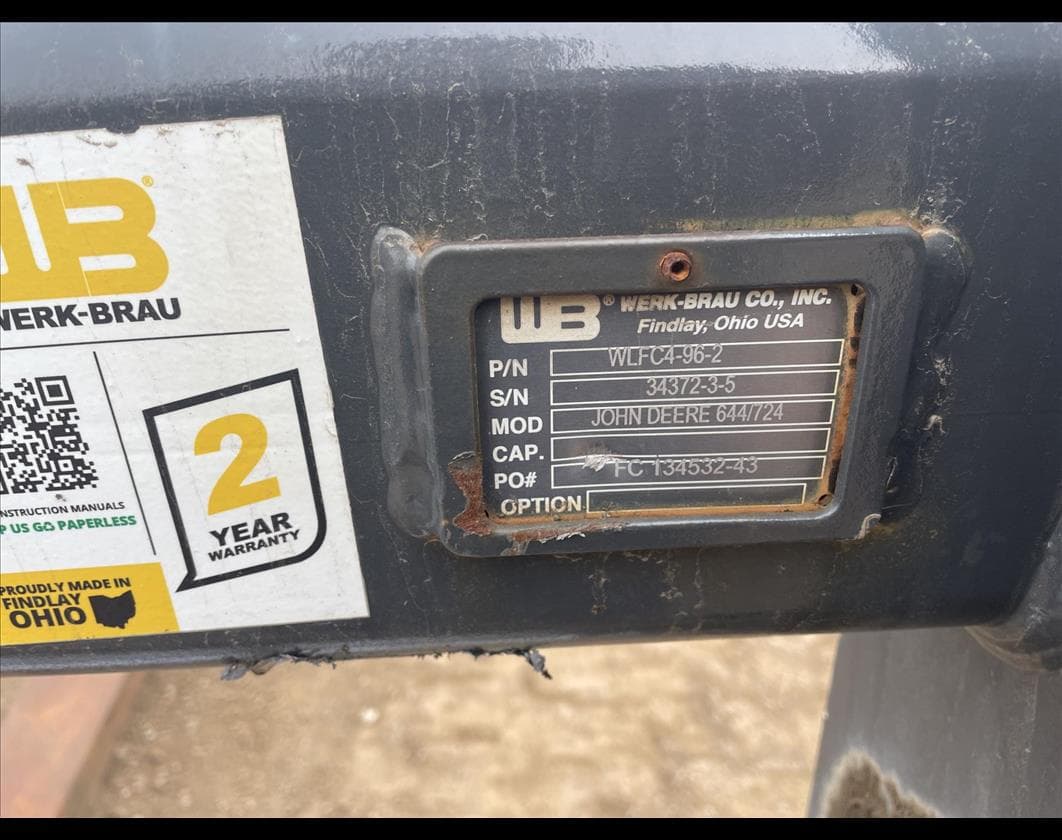 WB®
WERK-BRAU
INSTRUCTION MANUALS
P US GO PAPERLESS
2
YEAR
WARRANTY
PROUDLY MADE IN
FINDLAY
OHIO
WB® WERK-BRAU CO., INC.
Findlay, Ohio USA
P/N WLFC4-96-2
S/N 34372-3-5
MOD JOHN DEERE 644/724
CAP.
PO# FC 134532-43
OPTION